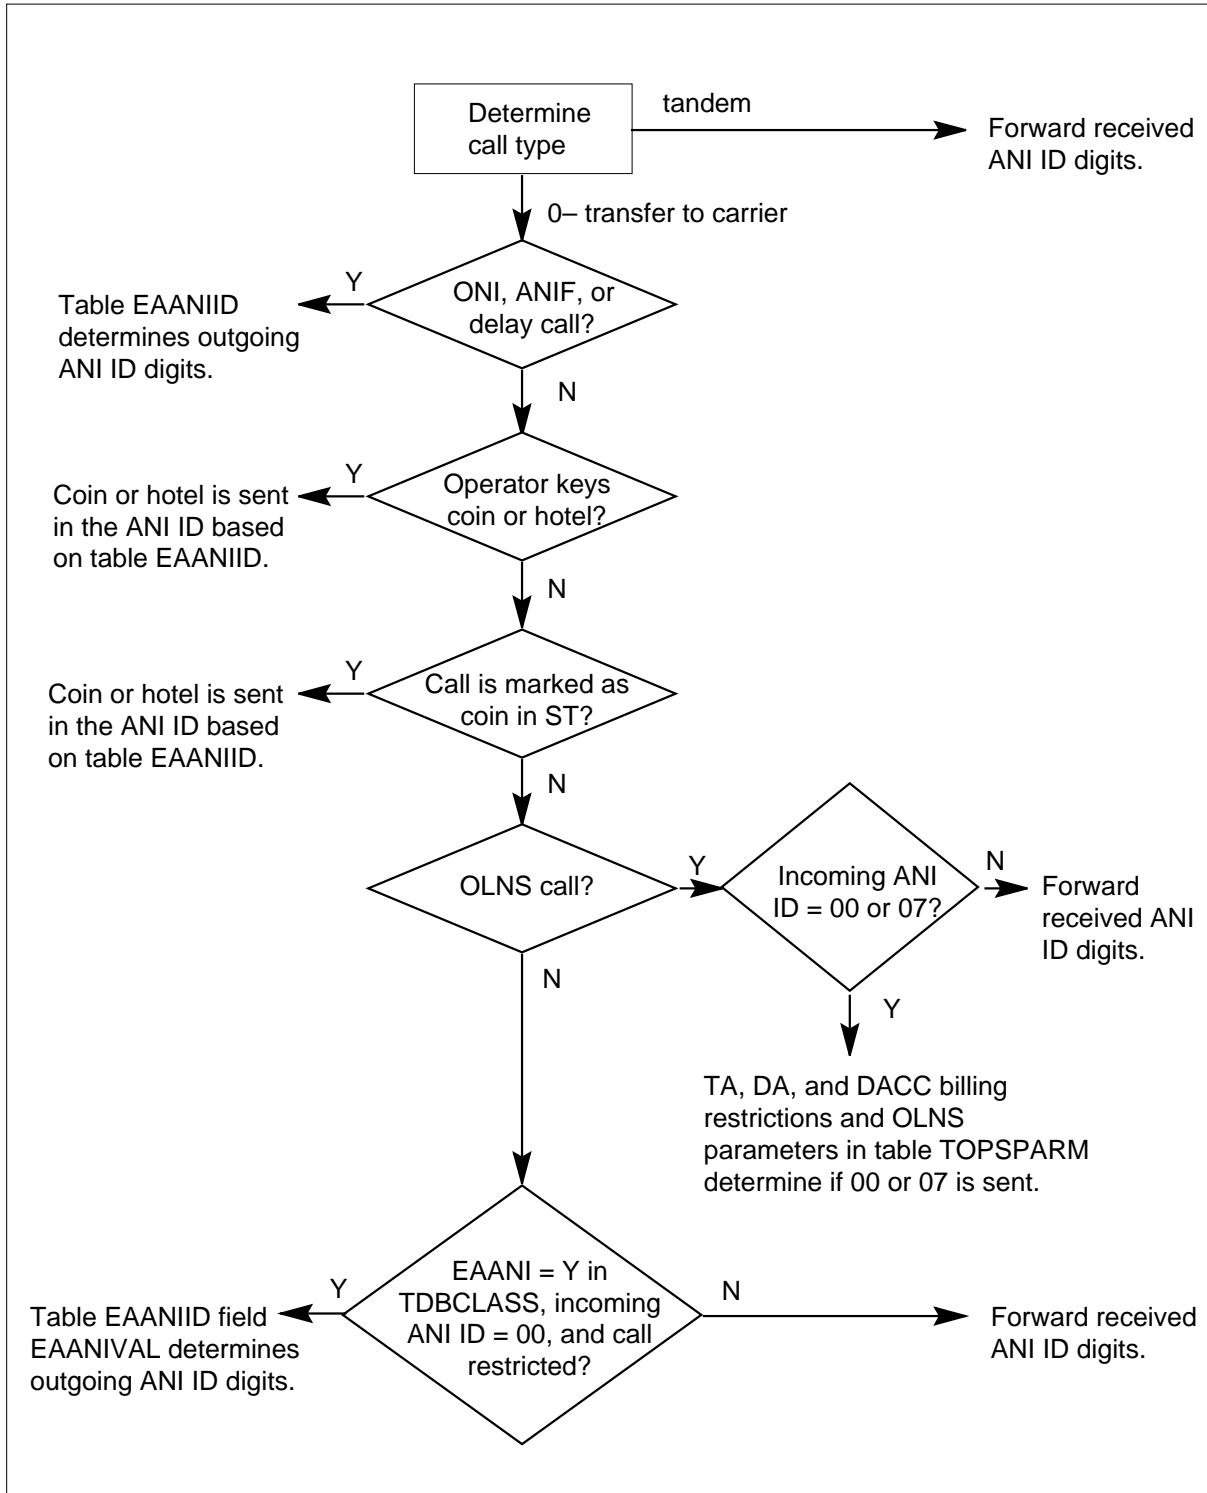 Determine
call type
tandem
Forward received
ANI ID digits.
0– transfer to carrier
ONI, ANIF, or
delay call?
Y
Table EAANIID
determines outgoing
ANI ID digits.
N
Operator keys
coin or hotel?
Y
Coin or hotel is sent
in the ANI ID based
on table EAANIID.
N
Call is marked as
coin in ST?
Y
Coin or hotel is sent
in the ANI ID based
on table EAANIID.
N
OLNS call?
Y
Incoming ANI
ID = 00 or 07?
N
Forward
received ANI
ID digits.
Y
TA, DA, and DACC billing
restrictions and OLNS
parameters in table TOPSPARM
determine if 00 or 07 is sent.
N
EAANI = Y in
TDBCLASS, incoming
ANI ID = 00, and call
restricted?
Y
Table EAANIID field
EAANIVAL determines
outgoing ANI ID digits.
N
Forward received
ANI ID digits.